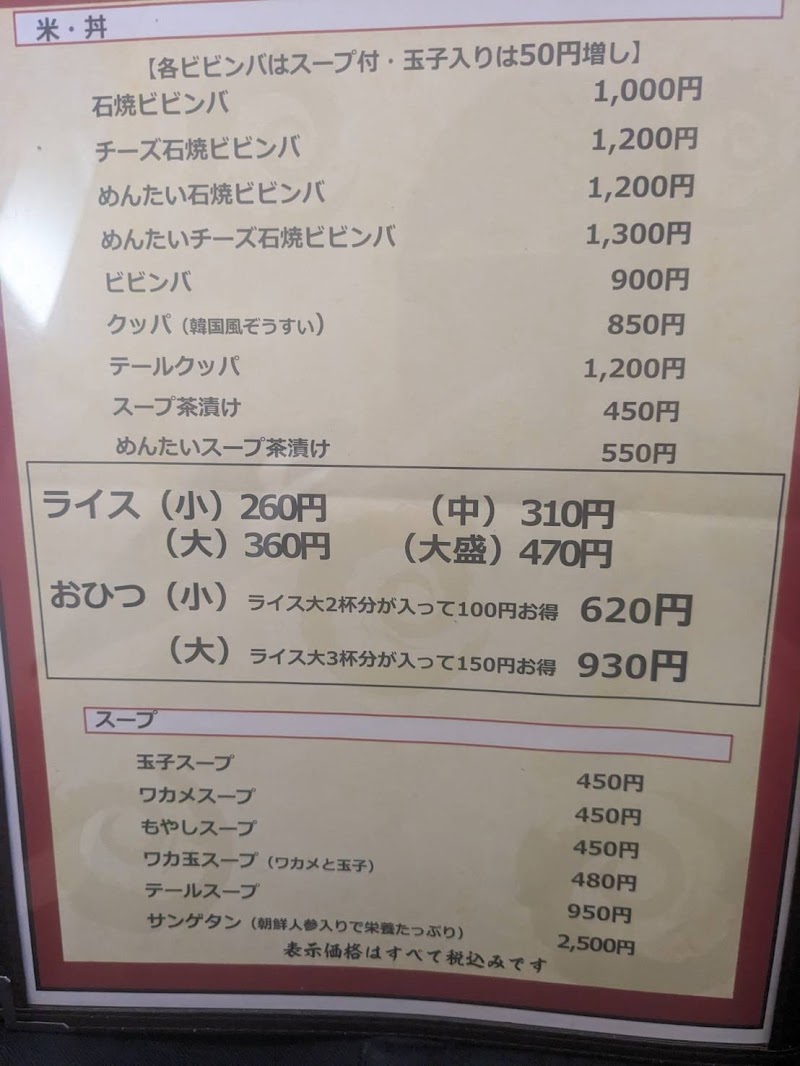 米・丼
【各ビビンバはスープ付・玉子入りは50円増し】
石焼ビビンバ 1,000円
チーズ石焼ビビンバ 1,200円
めんたい石焼ビビンバ 1,200円
めんたいチーズ石焼ビビンバ 1,300円
ビビンバ 900円
クッパ（韓国風ぞうすい） 850円
テールクッパ 1,200円
スープ茶漬け 450円
めんたいスープ茶漬け 550円
ライス（小）260円 （中）310円
（大）360円 （大盛）470円
おひつ（小）ライス大2杯分が入って100円お得 620円
（大）ライス大3杯分が入って150円お得 930円
スープ
玉子スープ 450円
ワカメスープ 450円
もやしスープ 450円
ワカ玉スープ（ワカメと玉子） 480円
テールスープ 950円
サンゲタン（朝鮮人参入りで栄養たっぷり） 2,500円
表示価格はすべて税込みです